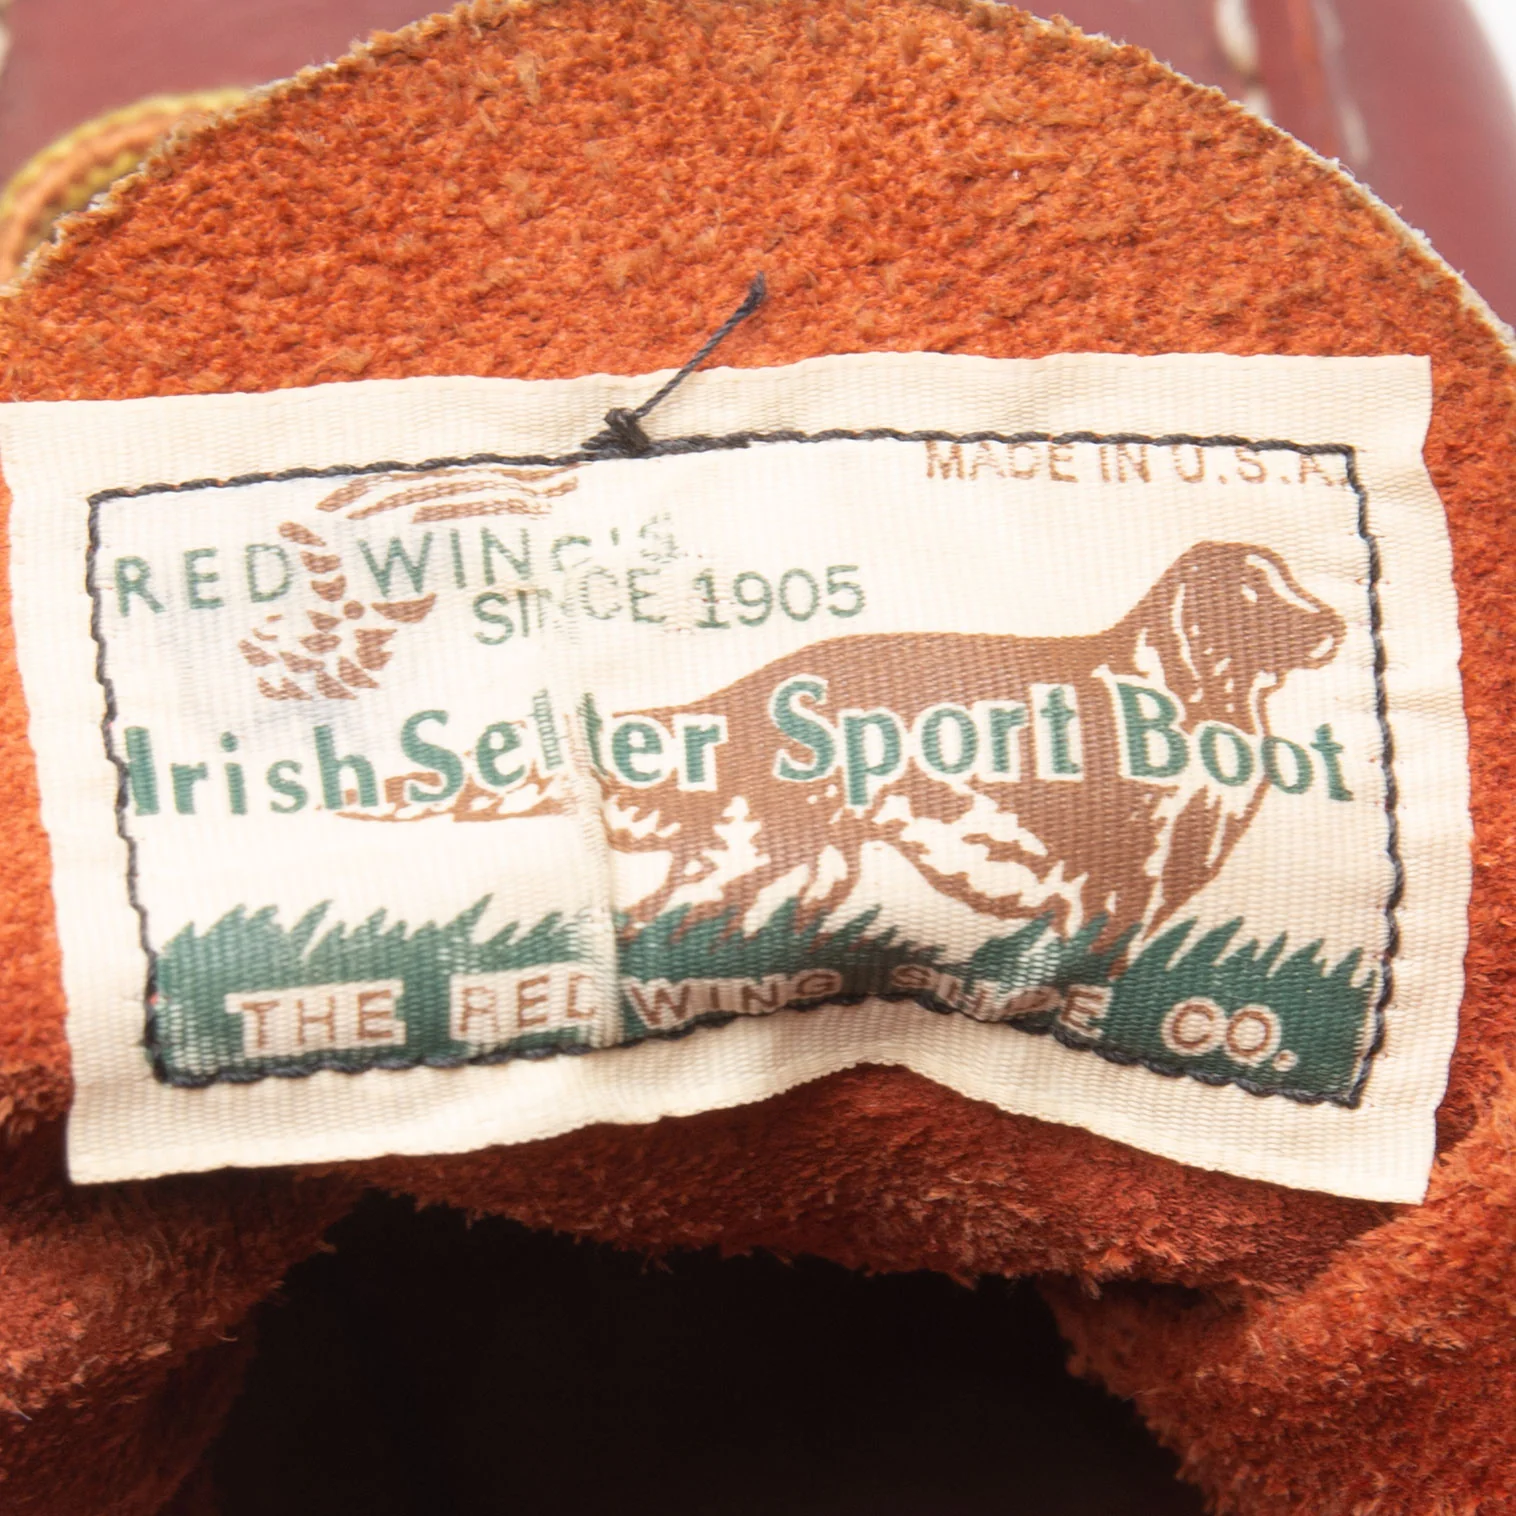 MADE IN U.S.A.
RED WING'S
SINCE 1905
Irish Setter Sport Boot
THE RED WING SHOE CO.